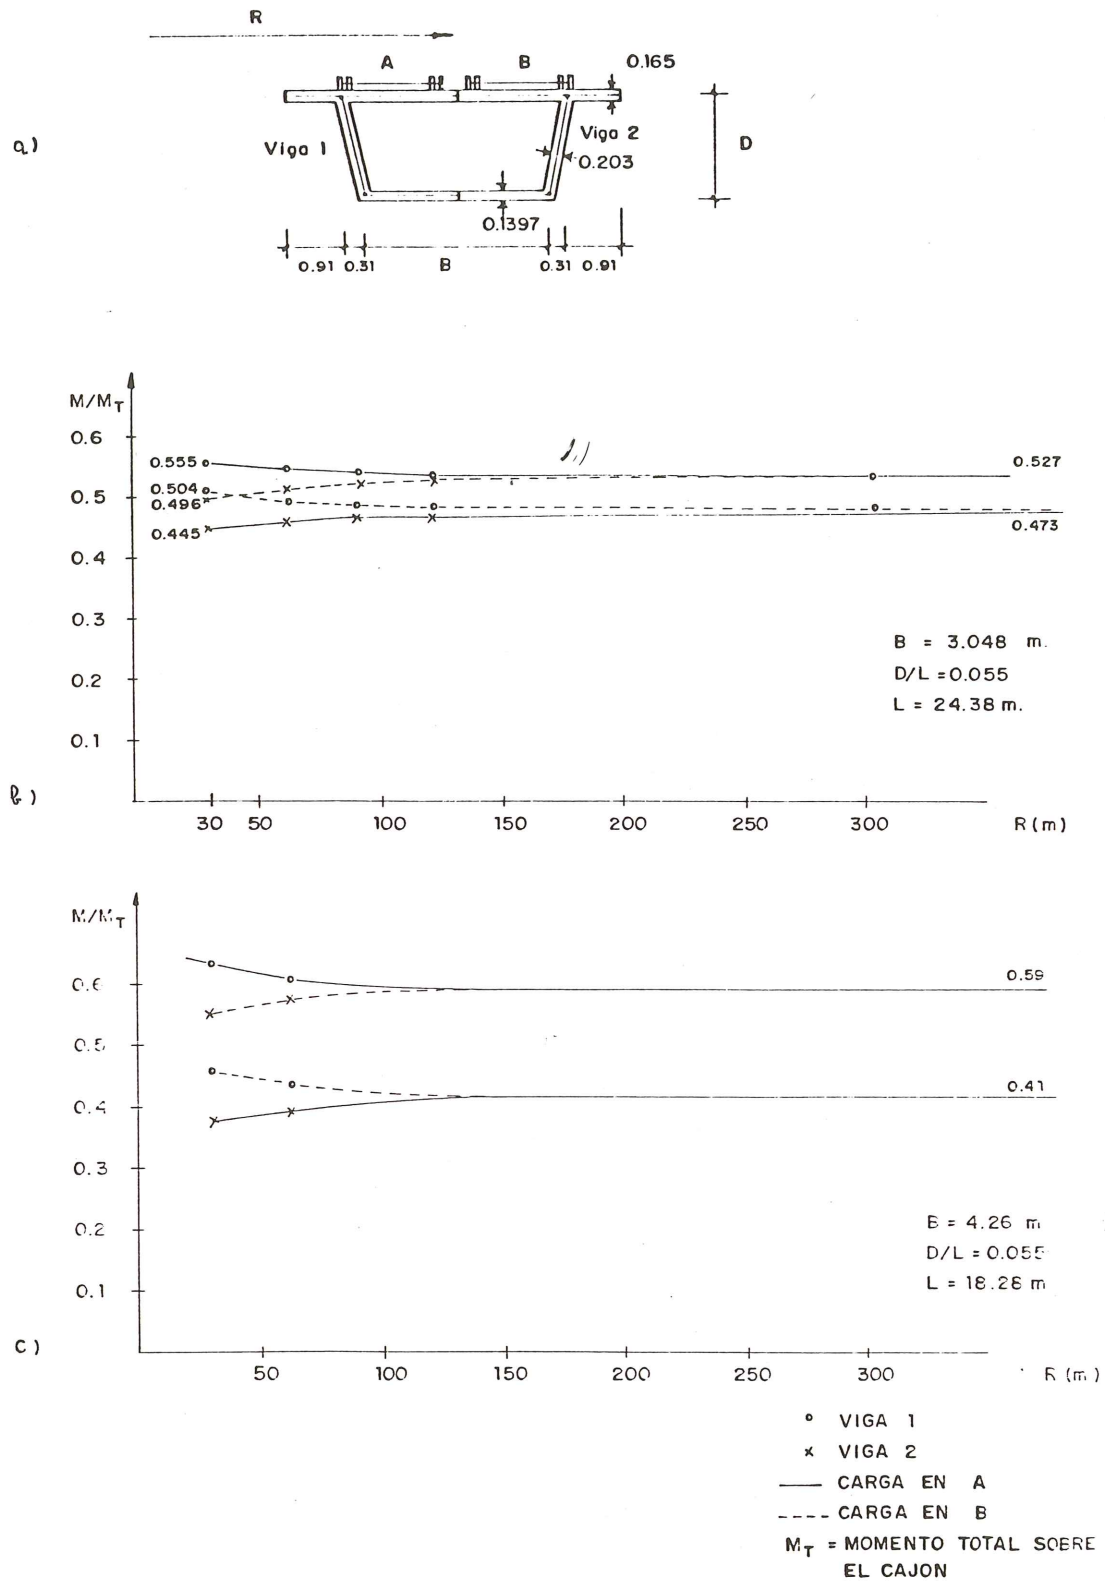 R
A
B
0.165
a)
Viga 1
Viga 2
0.203
D
0.1397
0.91 0.31 B 0.31 0.91
M/M_T
0.6
0.555
0.527
0.504
0.5
0.496
0.445
0.473
0.4
0.3
B = 3.048 m.
0.2
D/L = 0.055
L = 24.38 m.
0.1
b)
30 50 100 150 200 250 300 R (m)
M/M_T
0.6
0.59
0.5
0.41
0.4
0.3
0.2
B = 4.26 m
D/L = 0.055
0.1
L = 18.28 m
c)
50 100 150 200 250 300 R (m)
o VIGA 1
x VIGA 2
—— CARGA EN A
---- CARGA EN B
M_T = MOMENTO TOTAL SOBRE
EL CAJON